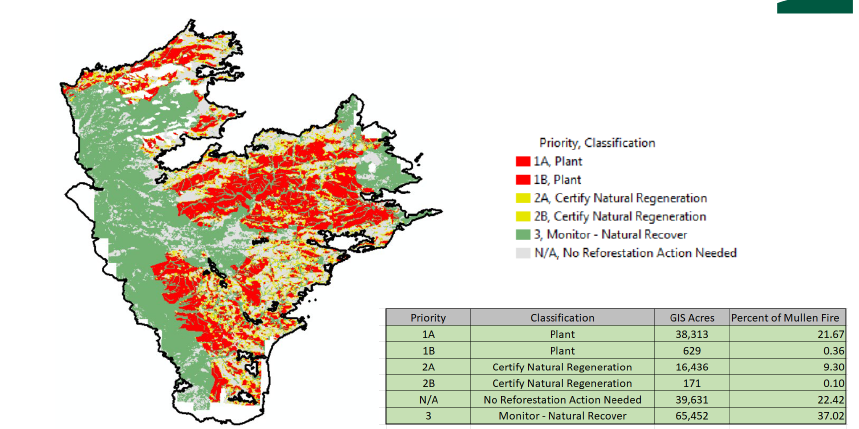 Priority, Classification
1A, Plant
1B, Plant
2A, Certify Natural Regeneration
2B, Certify Natural Regeneration
3, Monitor - Natural Recover
N/A, No Reforestation Action Needed
Priority Classification GIS Acres Percent of Mullen Fire
1A Plant 38,313 21.67
1B Plant 629 0.36
2A Certify Natural Regeneration 16,436 9.30
2B Certify Natural Regeneration 171 0.10
N/A No Reforestation Action Needed 39,631 22.42
3 Monitor - Natural Recover 65,452 37.02